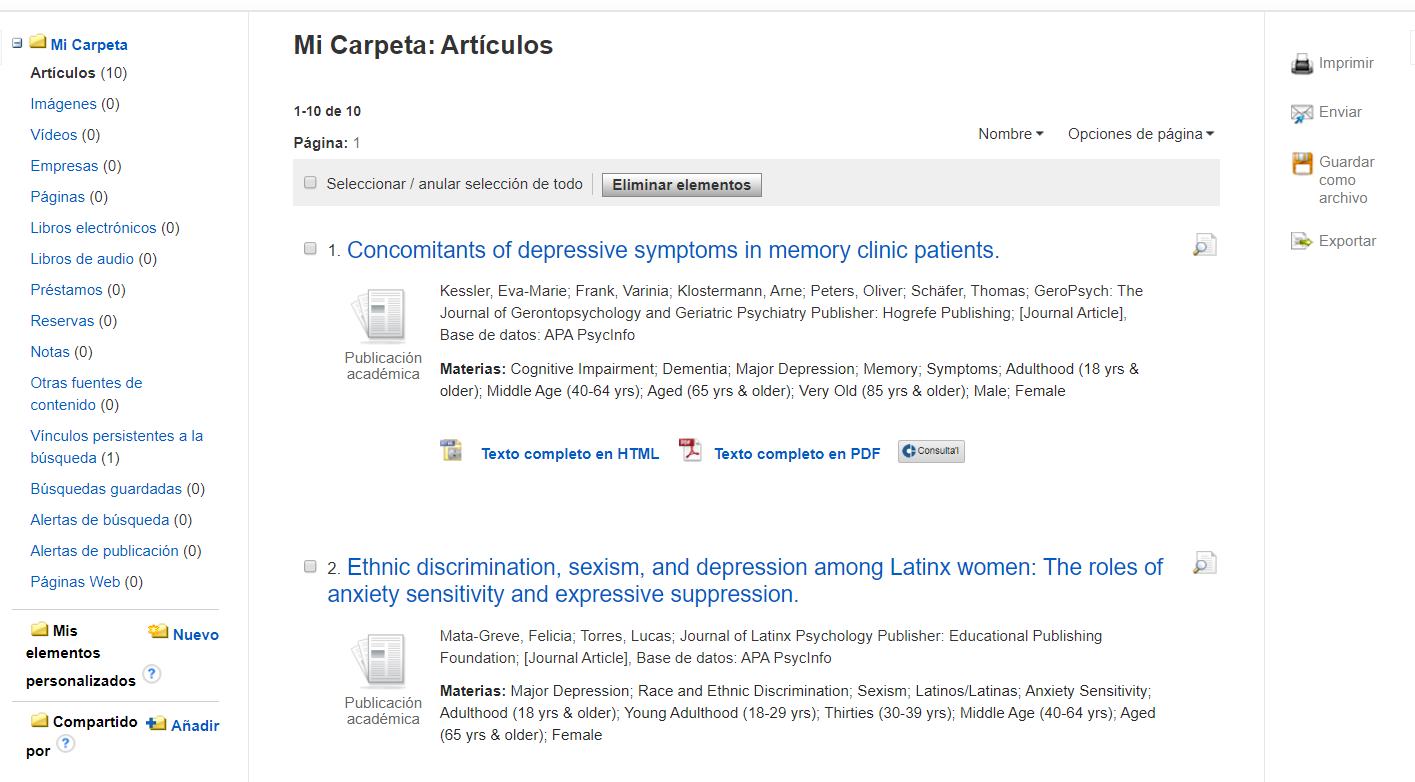 Mi Carpeta
Artículos (10)
Imágenes (0)
Vídeos (0)
Empresas (0)
Páginas (0)
Libros electrónicos (0)
Libros de audio (0)
Préstamos (0)
Reservas (0)
Notas (0)
Otras fuentes de
contenido (0)
Vínculos persistentes a la
búsqueda (1)
Búsquedas guardadas (0)
Alertas de búsqueda (0)
Alertas de publicación (0)
Páginas Web (0)
Mis
elementos
personalizados ?
Nuevo
Compartido
por ?
Añadir
Mi Carpeta: Artículos
1-10 de 10
Página: 1
Nombre
Opciones de página
Seleccionar / anular selección de todo
Eliminar elementos
1. Concomitants of depressive symptoms in memory clinic patients.
Publicación
académica
Kessler, Eva-Marie; Frank, Varinia; Klostermann, Arne; Peters, Oliver; Schäfer, Thomas; GeroPsych: The
Journal of Gerontopsychology and Geriatric Psychiatry Publisher: Hogrefe Publishing; [Journal Article],
Base de datos: APA PsycInfo
Materias: Cognitive Impairment; Dementia; Major Depression; Memory; Symptoms; Adulthood (18 yrs &
older); Middle Age (40-64 yrs); Aged (65 yrs & older); Very Old (85 yrs & older); Male; Female
Texto completo en HTML
PDF
Texto completo en PDF
Consulta'l
2. Ethnic discrimination, sexism, and depression among Latinx women: The roles of
anxiety sensitivity and expressive suppression.
Publicación
académica
Mata-Greve, Felicia; Torres, Lucas; Journal of Latinx Psychology Publisher: Educational Publishing
Foundation; [Journal Article], Base de datos: APA PsycInfo
Materias: Major Depression; Race and Ethnic Discrimination; Sexism; Latinos/Latinas; Anxiety Sensitivity;
Adulthood (18 yrs & older); Young Adulthood (18-29 yrs); Thirties (30-39 yrs); Middle Age (40-64 yrs); Aged
(65 yrs & older); Female
Imprimir
Enviar
Guardar
como
archivo
Exportar